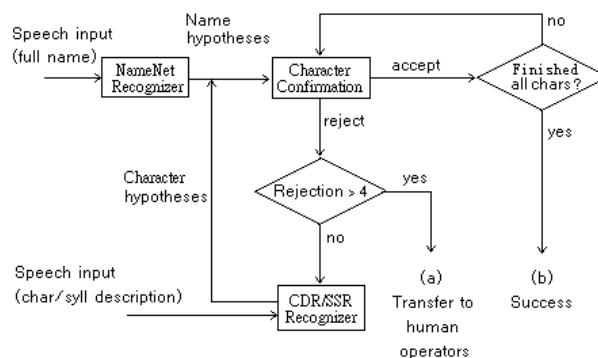 Speech input
(full name)
NameNet
Recognizer
Name
hypotheses
Character
Confirmation
accept
no
Finished
all chars?
reject
yes
Character
hypotheses
Rejection > 4
yes
no
Speech input
(char/syll description)
CDR/SSR
Recognizer
(a)
Transfer to
human
operators
(b)
Success